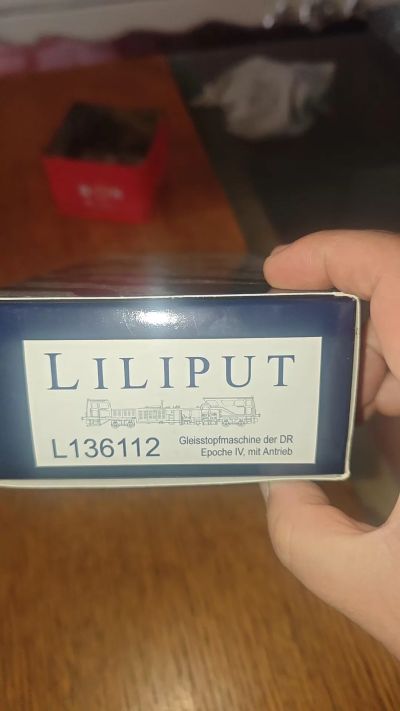 LILIPUT
L136112
Gleisstopfmaschine der DR
Epoche IV, mit Antrieb